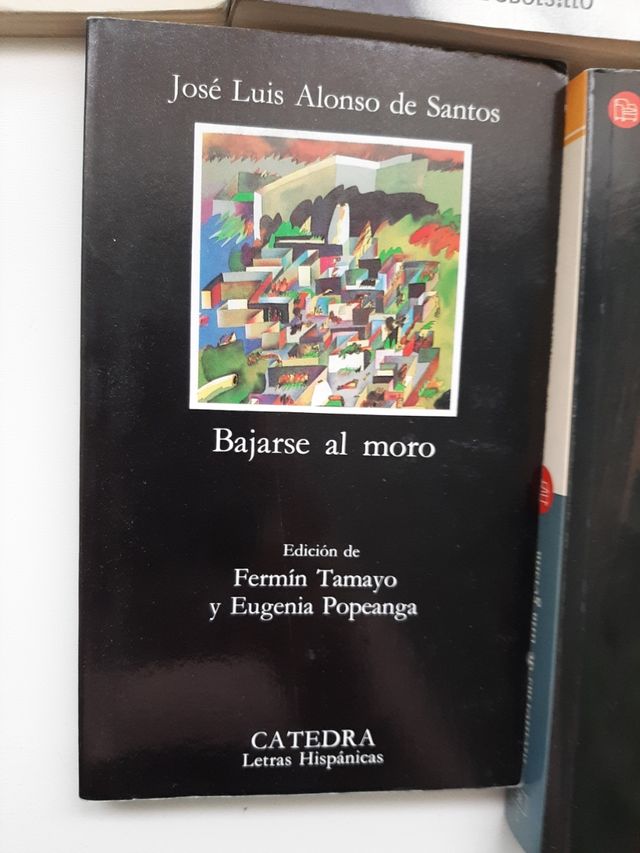 José Luis Alonso de Santos
Bajarse al moro
Edición de
Fermín Tamayo
y Eugenia Popeanga
CATEDRA
Letras Hispánicas